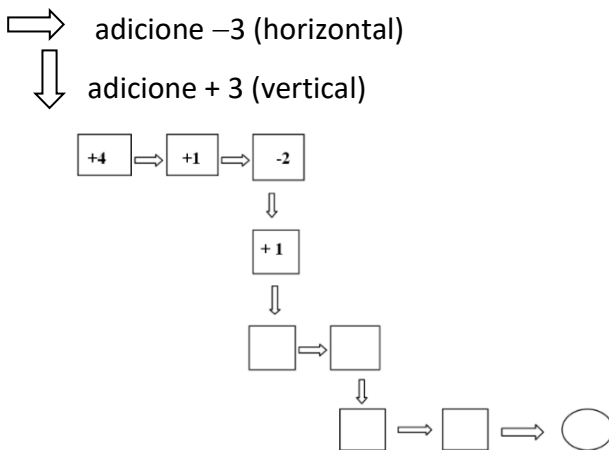 adicione −3 (horizontal)
adicione + 3 (vertical)
+4 +1 -2
+ 1